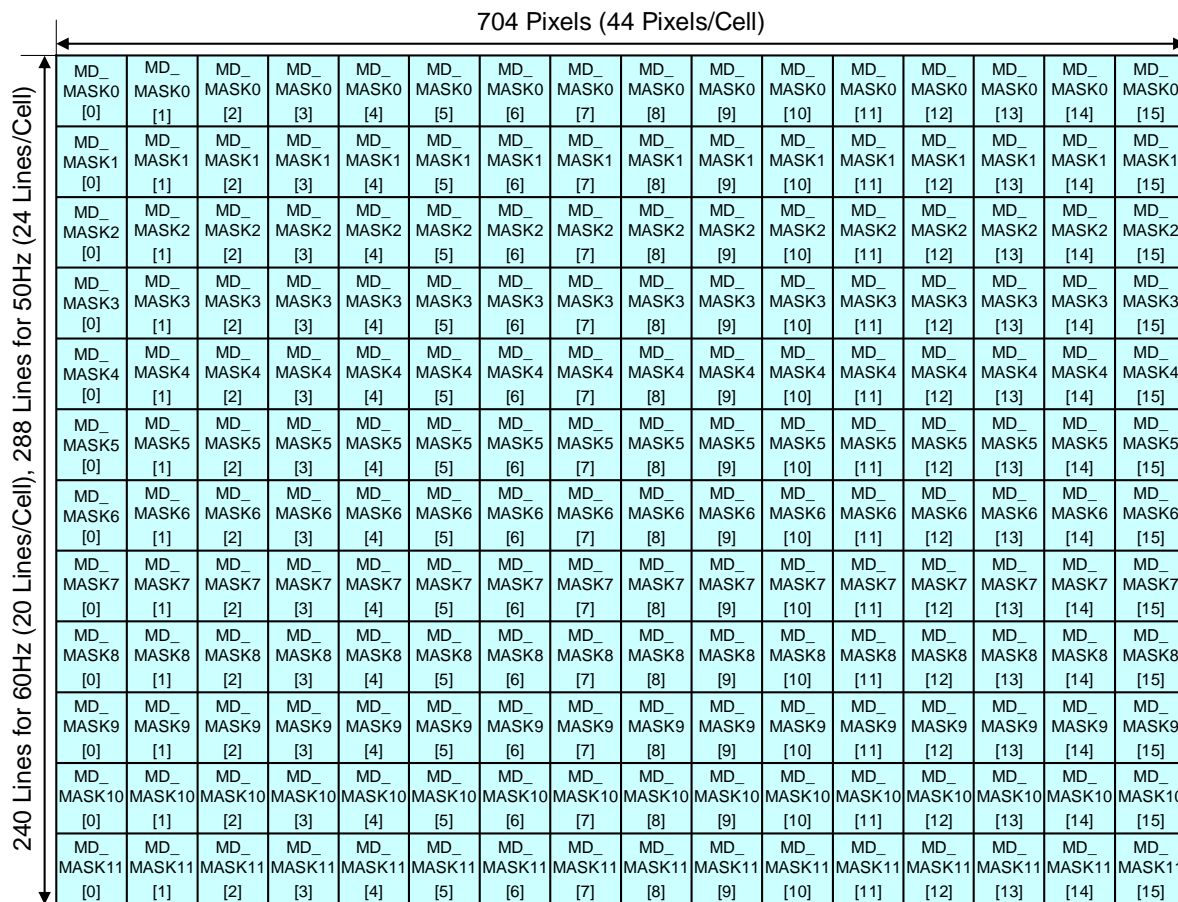 704 Pixels (44 Pixels/Cell)
240 Lines for 60Hz (20 Lines/Cell), 288 Lines for 50Hz (24 Lines/Cell)
MD_ MD_ MD_ MD_ MD_ MD_ MD_ MD_ MD_ MD_ MD_ MD_ MD_ MD_ MD_ MD_
MASK0 MASK0 MASK0 MASK0 MASK0 MASK0 MASK0 MASK0 MASK0 MASK0 MASK0 MASK0 MASK0 MASK0 MASK0 MASK0
[0] [1] [2] [3] [4] [5] [6] [7] [8] [9] [10] [11] [12] [13] [14] [15]
MD_ MD_ MD_ MD_ MD_ MD_ MD_ MD_ MD_ MD_ MD_ MD_ MD_ MD_ MD_ MD_
MASK1 MASK1 MASK1 MASK1 MASK1 MASK1 MASK1 MASK1 MASK1 MASK1 MASK1 MASK1 MASK1 MASK1 MASK1 MASK1
[0] [1] [2] [3] [4] [5] [6] [7] [8] [9] [10] [11] [12] [13] [14] [15]
MD_ MD_ MD_ MD_ MD_ MD_ MD_ MD_ MD_ MD_ MD_ MD_ MD_ MD_ MD_ MD_
MASK2 MASK2 MASK2 MASK2 MASK2 MASK2 MASK2 MASK2 MASK2 MASK2 MASK2 MASK2 MASK2 MASK2 MASK2 MASK2
[0] [1] [2] [3] [4] [5] [6] [7] [8] [9] [10] [11] [12] [13] [14] [15]
MD_ MD_ MD_ MD_ MD_ MD_ MD_ MD_ MD_ MD_ MD_ MD_ MD_ MD_ MD_ MD_
MASK3 MASK3 MASK3 MASK3 MASK3 MASK3 MASK3 MASK3 MASK3 MASK3 MASK3 MASK3 MASK3 MASK3 MASK3 MASK3
[0] [1] [2] [3] [4] [5] [6] [7] [8] [9] [10] [11] [12] [13] [14] [15]
MD_ MD_ MD_ MD_ MD_ MD_ MD_ MD_ MD_ MD_ MD_ MD_ MD_ MD_ MD_ MD_
MASK4 MASK4 MASK4 MASK4 MASK4 MASK4 MASK4 MASK4 MASK4 MASK4 MASK4 MASK4 MASK4 MASK4 MASK4 MASK4
[0] [1] [2] [3] [4] [5] [6] [7] [8] [9] [10] [11] [12] [13] [14] [15]
MD_ MD_ MD_ MD_ MD_ MD_ MD_ MD_ MD_ MD_ MD_ MD_ MD_ MD_ MD_ MD_
MASK5 MASK5 MASK5 MASK5 MASK5 MASK5 MASK5 MASK5 MASK5 MASK5 MASK5 MASK5 MASK5 MASK5 MASK5 MASK5
[0] [1] [2] [3] [4] [5] [6] [7] [8] [9] [10] [11] [12] [13] [14] [15]
MD_ MD_ MD_ MD_ MD_ MD_ MD_ MD_ MD_ MD_ MD_ MD_ MD_ MD_ MD_ MD_
MASK6 MASK6 MASK6 MASK6 MASK6 MASK6 MASK6 MASK6 MASK6 MASK6 MASK6 MASK6 MASK6 MASK6 MASK6 MASK6
[0] [1] [2] [3] [4] [5] [6] [7] [8] [9] [10] [11] [12] [13] [14] [15]
MD_ MD_ MD_ MD_ MD_ MD_ MD_ MD_ MD_ MD_ MD_ MD_ MD_ MD_ MD_ MD_
MASK7 MASK7 MASK7 MASK7 MASK7 MASK7 MASK7 MASK7 MASK7 MASK7 MASK7 MASK7 MASK7 MASK7 MASK7 MASK7
[0] [1] [2] [3] [4] [5] [6] [7] [8] [9] [10] [11] [12] [13] [14] [15]
MD_ MD_ MD_ MD_ MD_ MD_ MD_ MD_ MD_ MD_ MD_ MD_ MD_ MD_ MD_ MD_
MASK8 MASK8 MASK8 MASK8 MASK8 MASK8 MASK8 MASK8 MASK8 MASK8 MASK8 MASK8 MASK8 MASK8 MASK8 MASK8
[0] [1] [2] [3] [4] [5] [6] [7] [8] [9] [10] [11] [12] [13] [14] [15]
MD_ MD_ MD_ MD_ MD_ MD_ MD_ MD_ MD_ MD_ MD_ MD_ MD_ MD_ MD_ MD_
MASK9 MASK9 MASK9 MASK9 MASK9 MASK9 MASK9 MASK9 MASK9 MASK9 MASK9 MASK9 MASK9 MASK9 MASK9 MASK9
[0] [1] [2] [3] [4] [5] [6] [7] [8] [9] [10] [11] [12] [13] [14] [15]
MD_ MD_ MD_ MD_ MD_ MD_ MD_ MD_ MD_ MD_ MD_ MD_ MD_ MD_ MD_ MD_
MASK10 MASK10 MASK10 MASK10 MASK10 MASK10 MASK10 MASK10 MASK10 MASK10 MASK10 MASK10 MASK10 MASK10 MASK10 MASK10
[0] [1] [2] [3] [4] [5] [6] [7] [8] [9] [10] [11] [12] [13] [14] [15]
MD_ MD_ MD_ MD_ MD_ MD_ MD_ MD_ MD_ MD_ MD_ MD_ MD_ MD_ MD_ MD_
MASK11 MASK11 MASK11 MASK11 MASK11 MASK11 MASK11 MASK11 MASK11 MASK11 MASK11 MASK11 MASK11 MASK11 MASK11 MASK11
[0] [1] [2] [3] [4] [5] [6] [7] [8] [9] [10] [11] [12] [13] [14] [15]